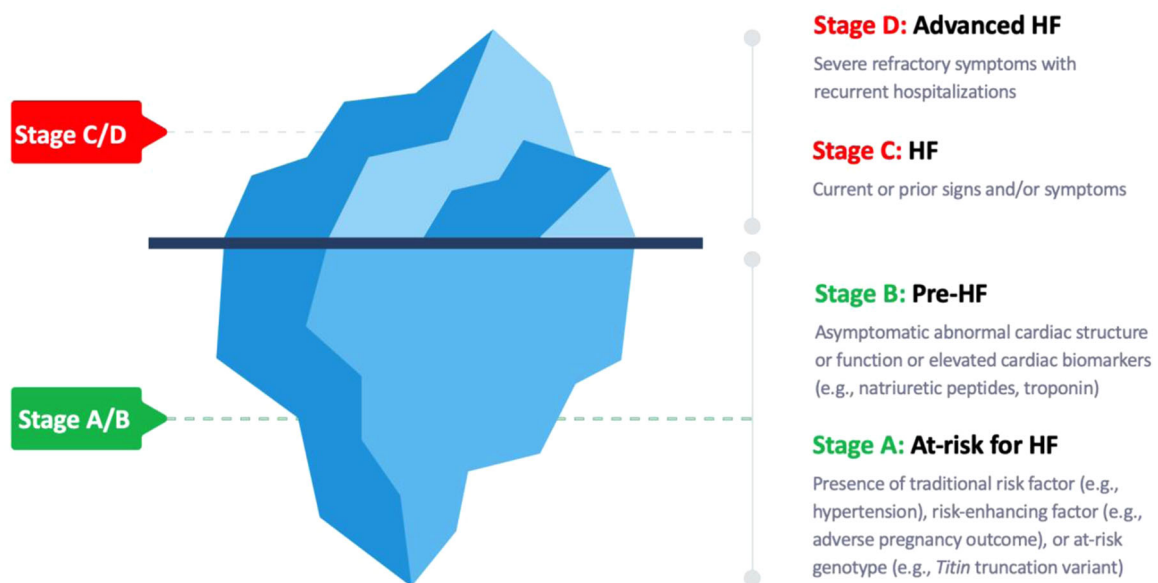 Stage D: Advanced HF
Severe refractory symptoms with
recurrent hospitalizations
Stage C/D
Stage C: HF
Current or prior signs and/or symptoms
Stage B: Pre-HF
Asymptomatic abnormal cardiac structure
or function or elevated cardiac biomarkers
(e.g., natriuretic peptides, troponin)
Stage A/B
Stage A: At-risk for HF
Presence of traditional risk factor (e.g.,
hypertension), risk-enhancing factor (e.g.,
adverse pregnancy outcome), or at-risk
genotype (e.g., Titin truncation variant)